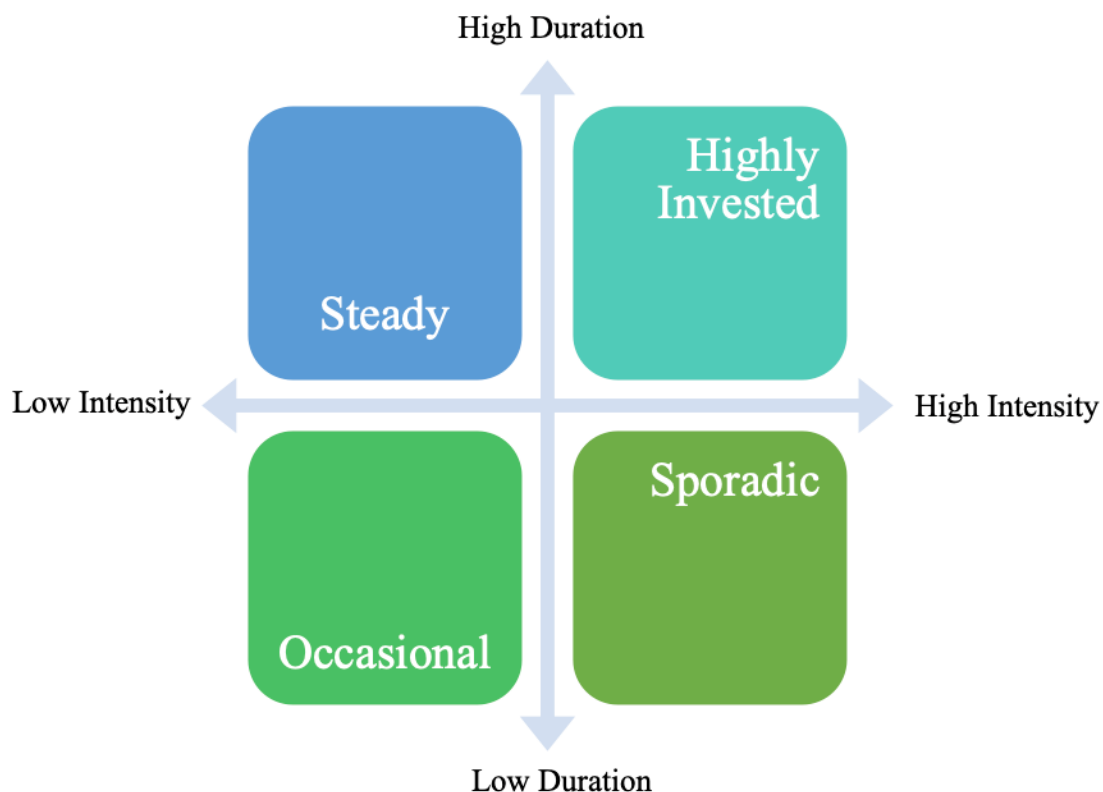 High Duration
Highly
Invested
Steady
Low Intensity
High Intensity
Sporadic
Occasional
Low Duration